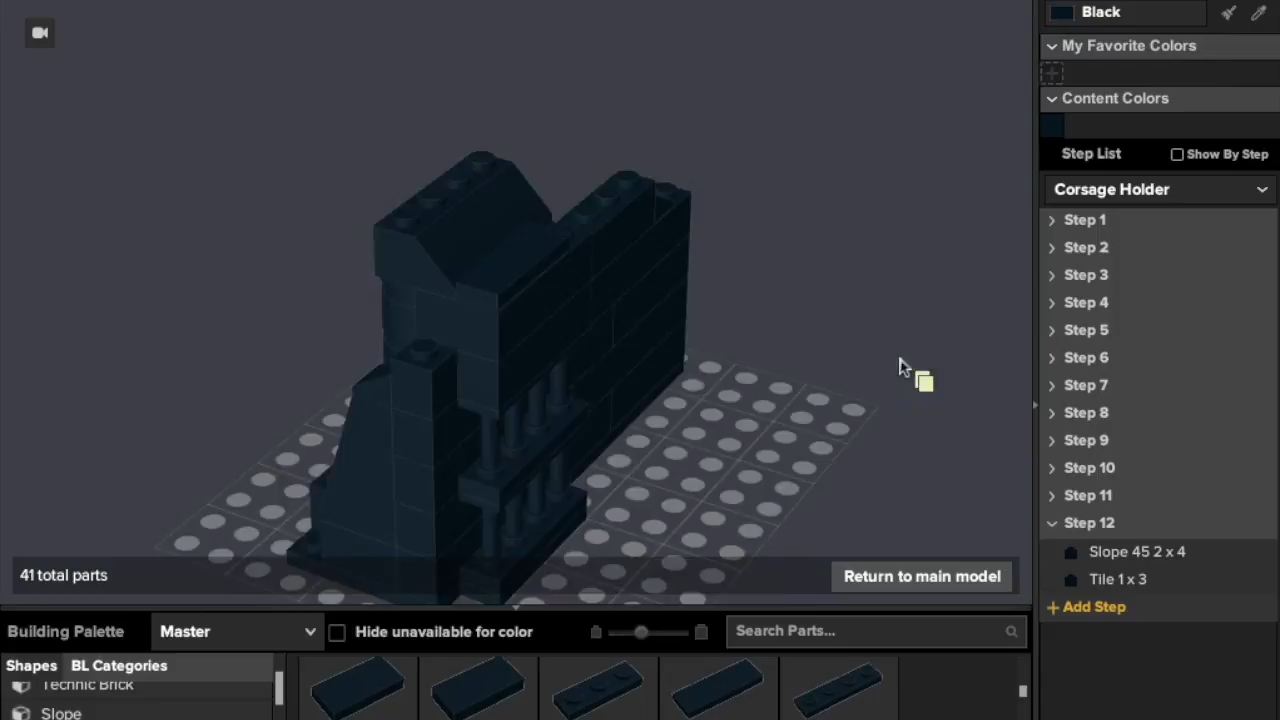 Black
My Favorite Colors
Content Colors
Step List
Show By Step
Corsage Holder
Step 1
Step 2
Step 3
Step 4
Step 5
Step 6
Step 7
Step 8
Step 9
Step 10
Step 11
Step 12
Slope 45 2 x 4
Tile 1 x 3
+ Add Step
41 total parts
Return to main model
Building Palette
Master
Hide unavailable for color
Search Parts...
Shapes
BL Categories
Technic Brick
Slope